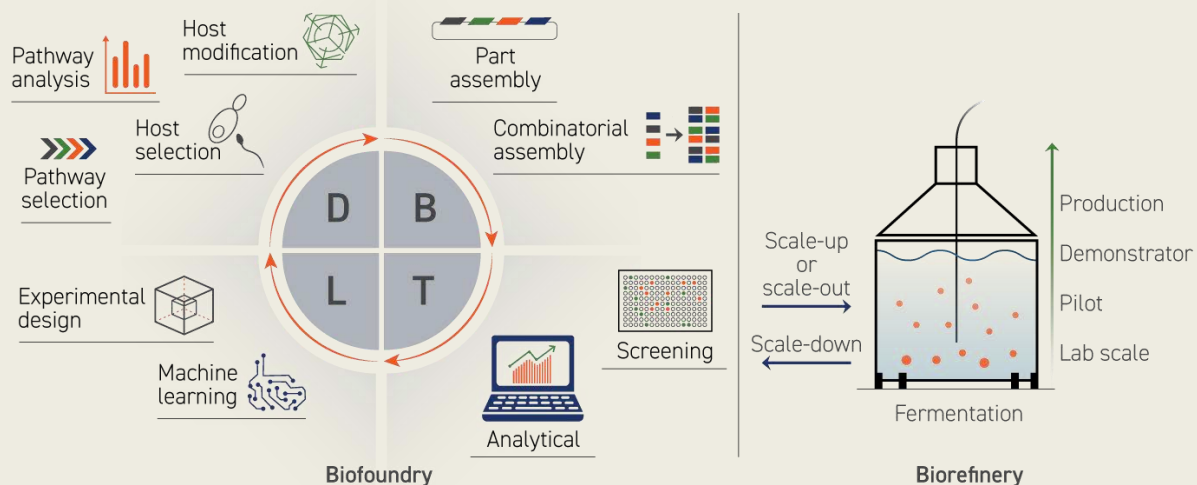 Pathway
analysis
Host
modification
Pathway
selection
Host
selection
Part
assembly
Combinatorial
assembly
D
B
L
T
Experimental
design
Machine
learning
Screening
Analytical
Biofoundry
Scale-up
or
scale-out
Scale-down
Production
Demonstrator
Pilot
Lab scale
Fermentation
Biorefinery